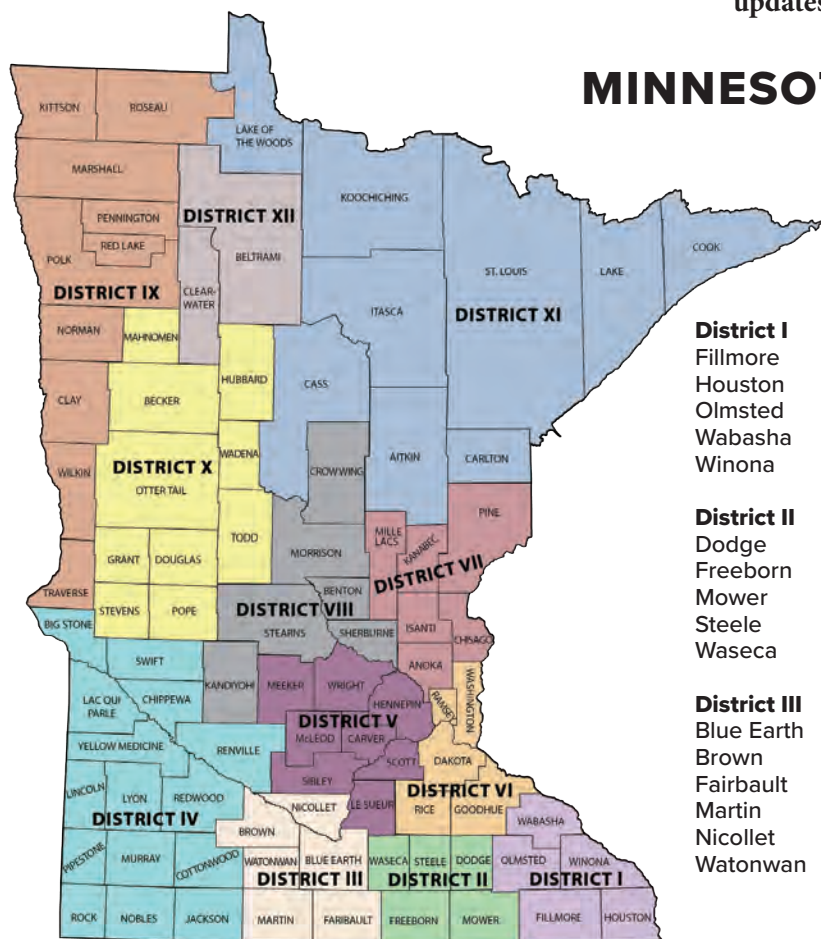 updates
MINNESOT
KITTSON
ROSEAU
LAKE OF
THE WOODS
MARSHALL
KOOCHICHING
PENNINGTON
DISTRICT XII
RED LAKE
POLK
BELTRAMI
COOK
ST. LOUIS
LAKE
DISTRICT IX
CLEAR-
WATER
ITASCA
DISTRICT XI
NORMAN
MAHNOMEN
HUBBARD
CASS
CLAY
BECKER
WADENA
CROW WING
AITKIN
CARLTON
WILKIN
DISTRICT X
OTTER TAIL
PINE
TODD
MILLE
LACS
KANABEC
MORRISON
GRANT
DOUGLAS
DISTRICT VII
TRAVERSE
BENTON
STEVENS
POPE
DISTRICT VIII
BIG STONE
STEARNS
SHERBURNE
ISANTI
CHISAGO
SWIFT
ANOKA
KANDIYOHI
MEEKER
WRIGHT
WASHINGTON
LAC QUI
PARLE
CHIPPEWA
HENNEPIN
RAMSEY
DISTRICT V
YELLOW MEDICINE
RENVILLE
McLEOD
CARVER
SCOTT
DAKOTA
SIBLEY
DISTRICT VI
LINCOLN
LYON
REDWOOD
NICOLLET
LE SUEUR
RICE
GOODHUE
DISTRICT IV
BROWN
WABASHA
PIPESTONE
MURRAY
COTTONWOOD
WATONWAN
BLUE EARTH
WASECA
STEELE
DODGE
OLMSTED
WINONA
DISTRICT III
DISTRICT II
DISTRICT I
ROCK
NOBLES
JACKSON
MARTIN
FARIBAULT
FREEBORN
MOWER
FILLMORE
HOUSTON
District I
Fillmore
Houston
Olmsted
Wabasha
Winona
District II
Dodge
Freeborn
Mower
Steele
Waseca
District III
Blue Earth
Brown
Fairbault
Martin
Nicollet
Watonwan